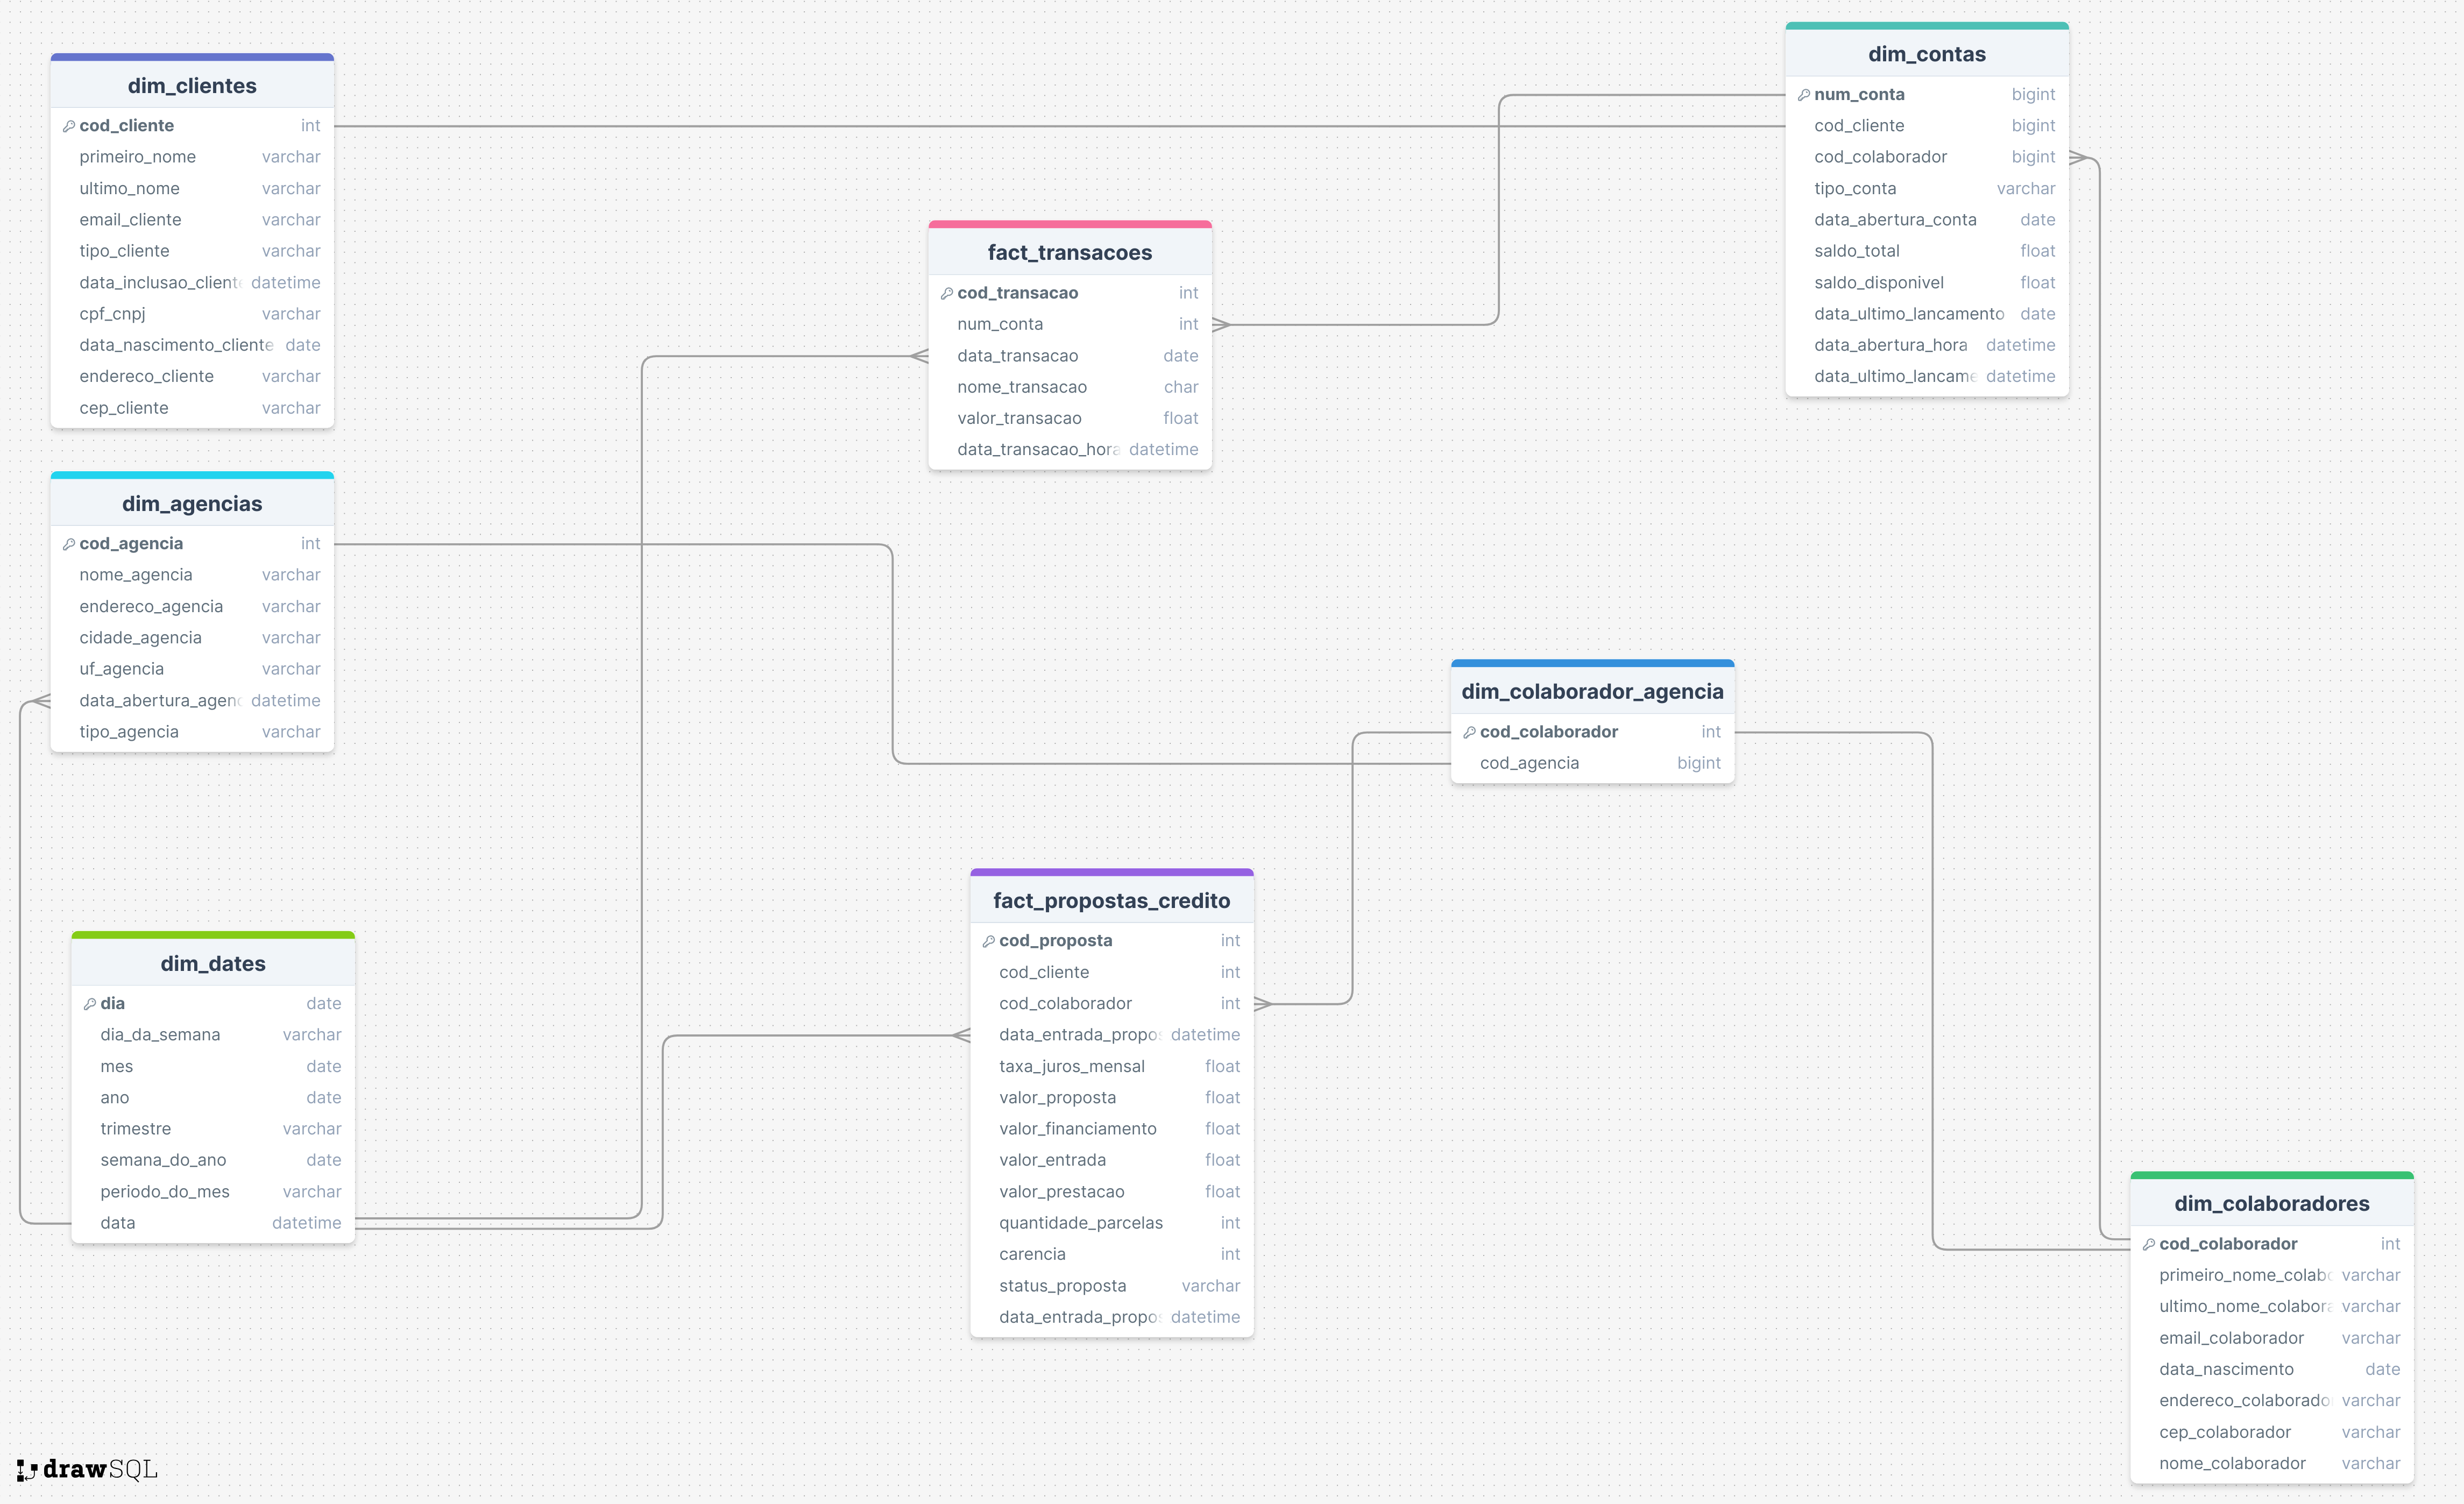 dim_clientes
cod_cliente int
primeiro_nome varchar
ultimo_nome varchar
email_cliente varchar
tipo_cliente varchar
data_inclusao_client datetime
cpf_cnpj varchar
data_nascimento_cliente date
endereco_cliente varchar
cep_cliente varchar
dim_contas
num_conta bigint
cod_cliente bigint
cod_colaborador bigint
tipo_conta varchar
data_abertura_conta date
saldo_total float
saldo_disponivel float
data_ultimo_lancamento date
data_abertura_hora datetime
data_ultimo_lancame datetime
fact_transacoes
cod_transacao int
num_conta int
data_transacao date
nome_transacao char
valor_transacao float
data_transacao_hora datetime
dim_agencias
cod_agencia int
nome_agencia varchar
endereco_agencia varchar
cidade_agencia varchar
uf_agencia varchar
data_abertura_agenc datetime
tipo_agencia varchar
dim_colaborador_agencia
cod_colaborador int
cod_agencia bigint
fact_propostas_credito
cod_proposta int
cod_cliente int
cod_colaborador int
data_entrada_propos datetime
taxa_juros_mensal float
valor_proposta float
valor_financiamento float
valor_entrada float
valor_prestacao float
quantidade_parcelas int
carencia int
status_proposta varchar
data_entrada_propos datetime
dim_dates
dia date
dia_da_semana varchar
mes date
ano date
trimestre varchar
semana_do_ano date
periodo_do_mes varchar
data datetime
dim_colaboradores
cod_colaborador int
primeiro_nome_colabo varchar
ultimo_nome_colabora varchar
email_colaborador varchar
data_nascimento date
endereco_colaborado varchar
cep_colaborador varchar
nome_colaborador varchar
drawSQL